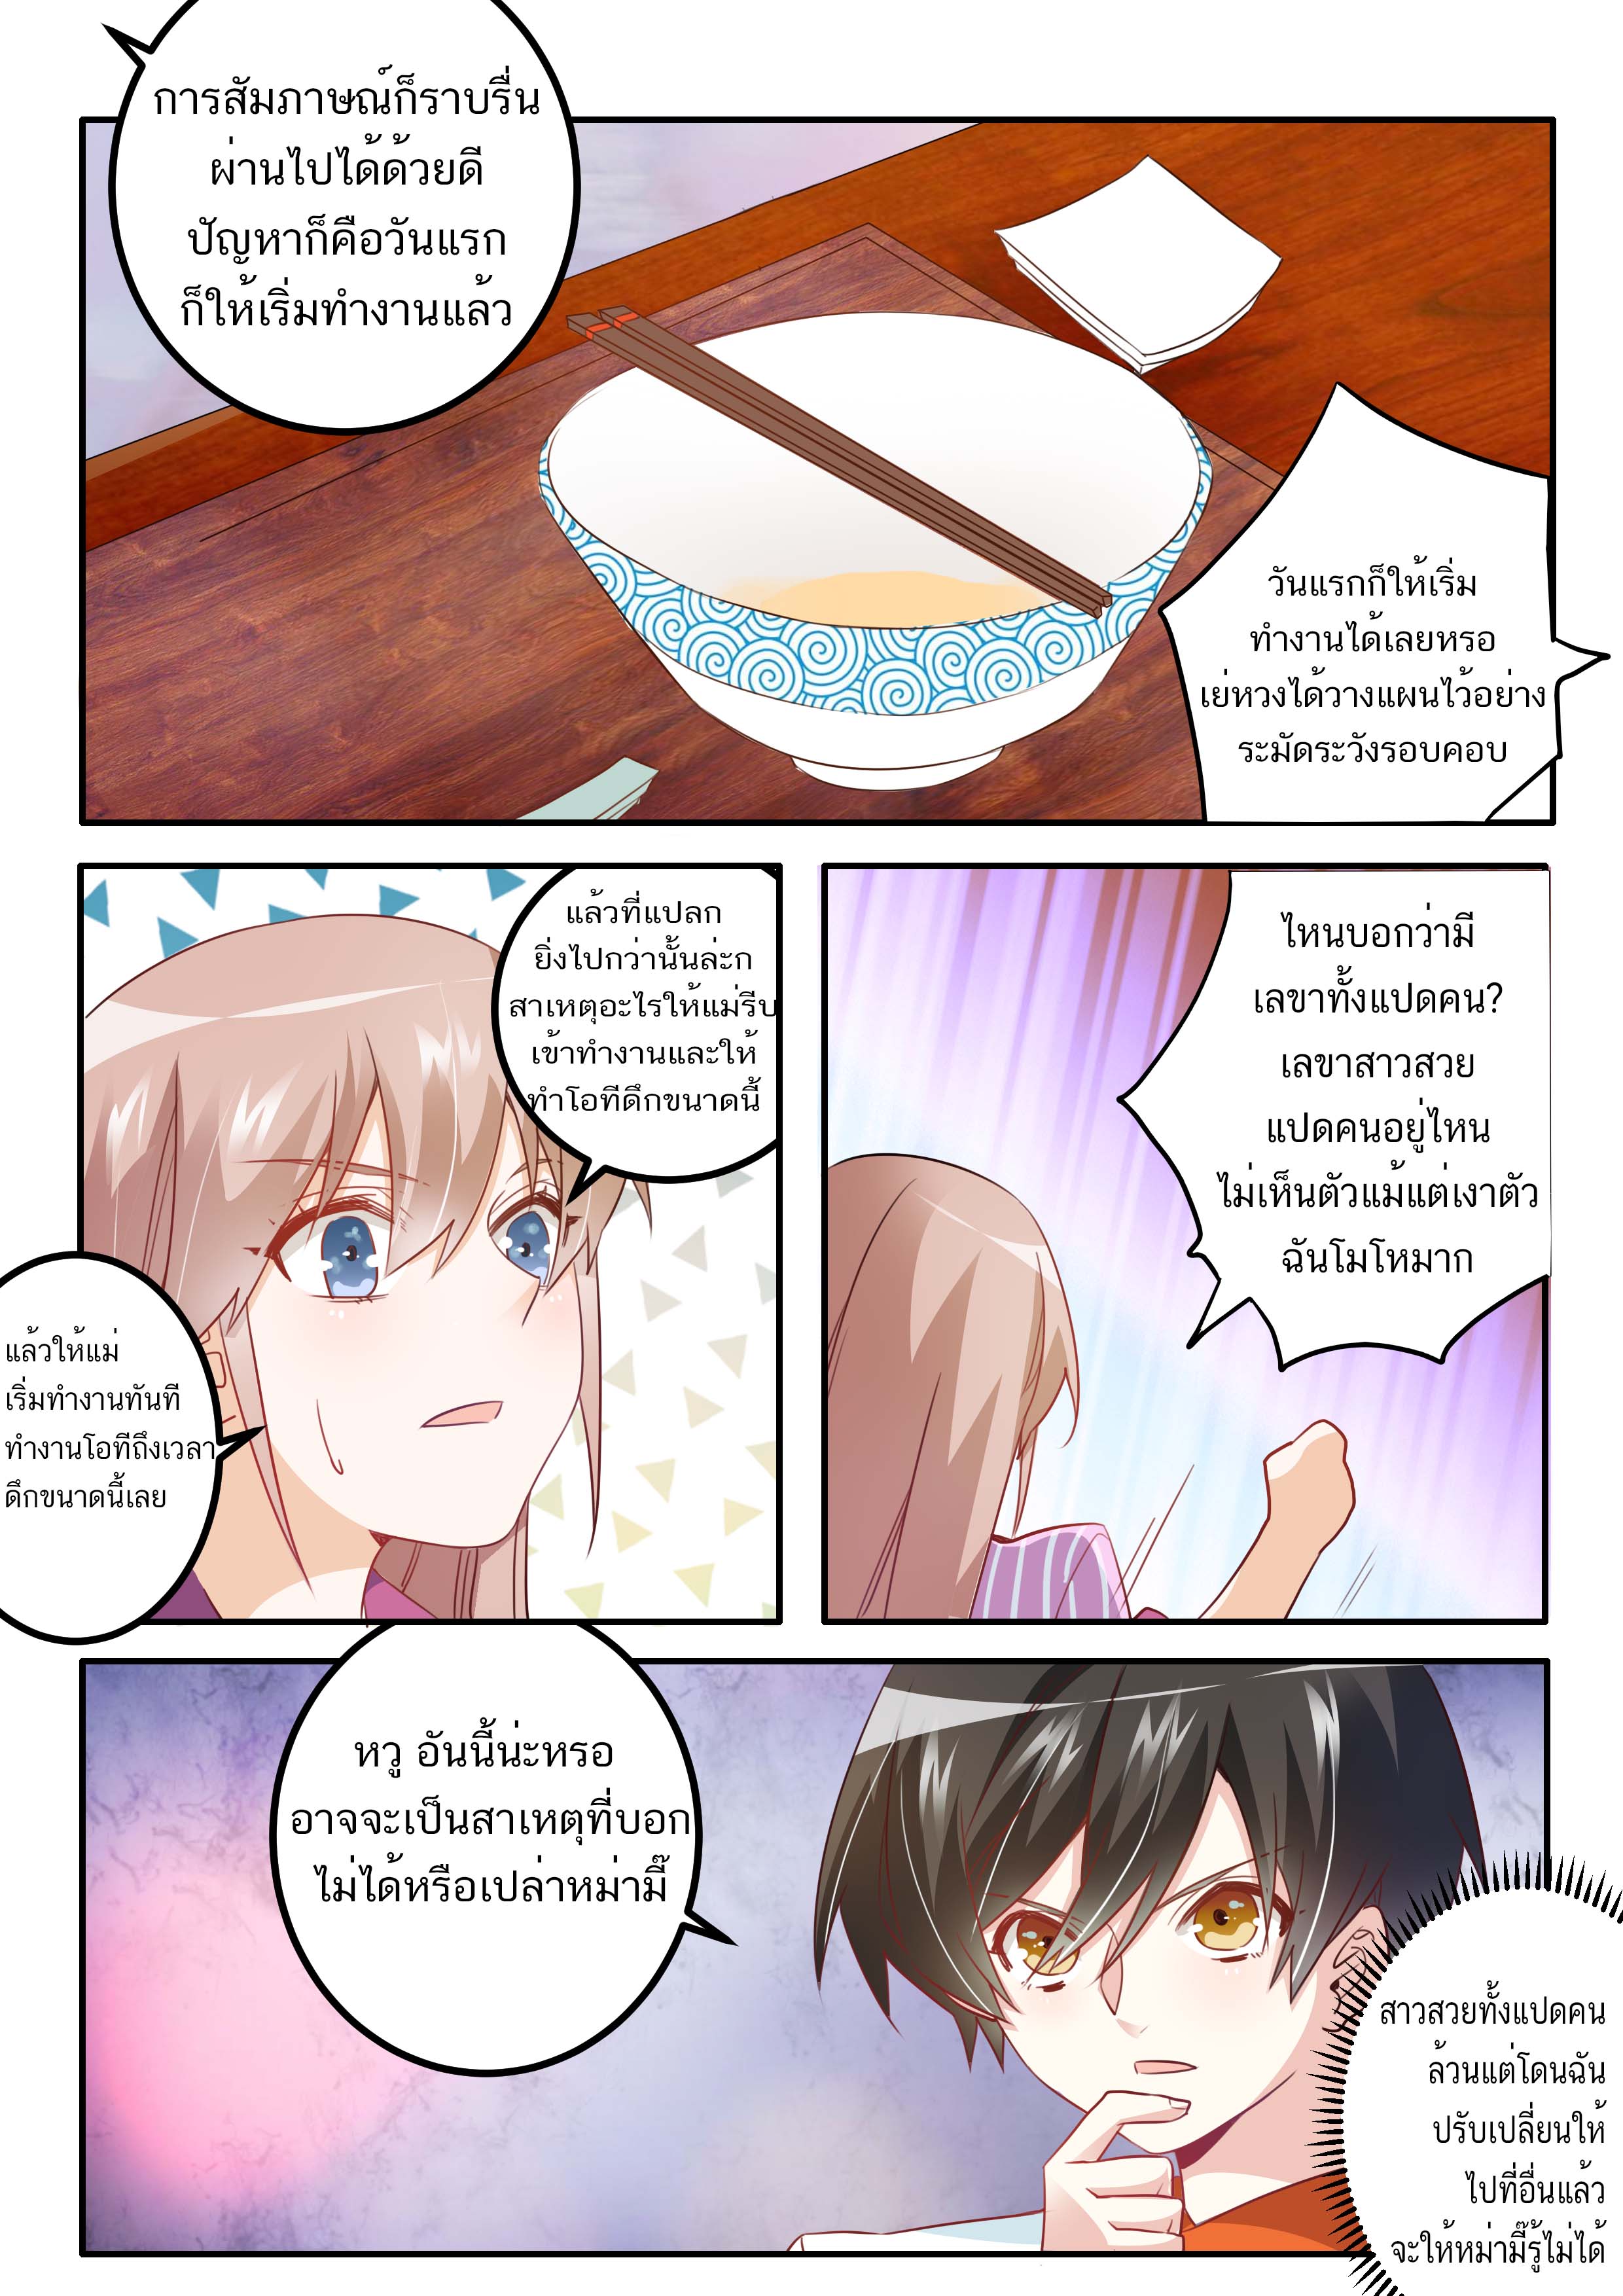 การสัมภาษณ์ก็ราบรื่น
ผ่านไปได้ด้วยดี
ปัญหาก็คือวันแรก
ก็ให้เริ่มทำงานแล้ว
วันแรกก็ให้เริ่ม
ทำงานได้เลยหรอ
เย่หวงได้วางแผนไว้อย่าง
ระมัดระวังรอบคอบ
แล้วที่แปลก
ยิ่งไปกว่านั้นล่ะก
สาเหตุอะไรให้แม่รีบ
เข้าทำงานและให้
ทำโอทีดึกขนาดนี้
แล้วให้แม่
เริ่มทำงานทันที
ทำงานโอทีถึงเวลา
ดึกขนาดนี้เลย
ไหนบอกว่ามี
เลขาทั้งแปดคน?
เลขาสาวสวย
แปดคนอยู่ไหน
ไม่เห็นตัวแม้แต่เงาตัว
ฉันโมโหมาก
หวู อันนี้น่ะหรอ
อาจจะเป็นสาเหตุที่บอก
ไม่ได้หรือเปล่าหม่ามี๊
สาวสวยทั้งแปดคน
ล้วนแต่โดนฉัน
ปรับเปลี่ยนให้
ไปที่อื่นแล้ว
จะให้หม่ามี๊รู้ไม่ได้